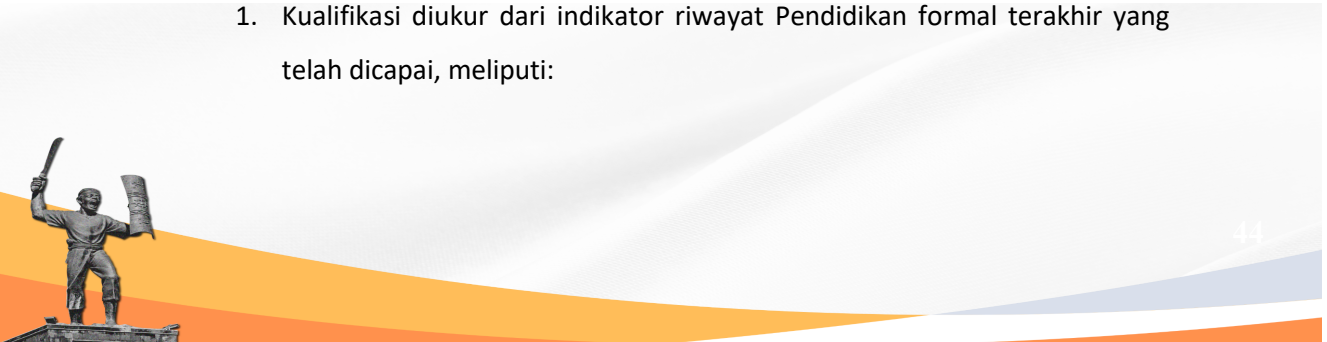 1. Kualifikasi diukur dari indikator riwayat Pendidikan formal terakhir yang
telah dicapai, meliputi:
44